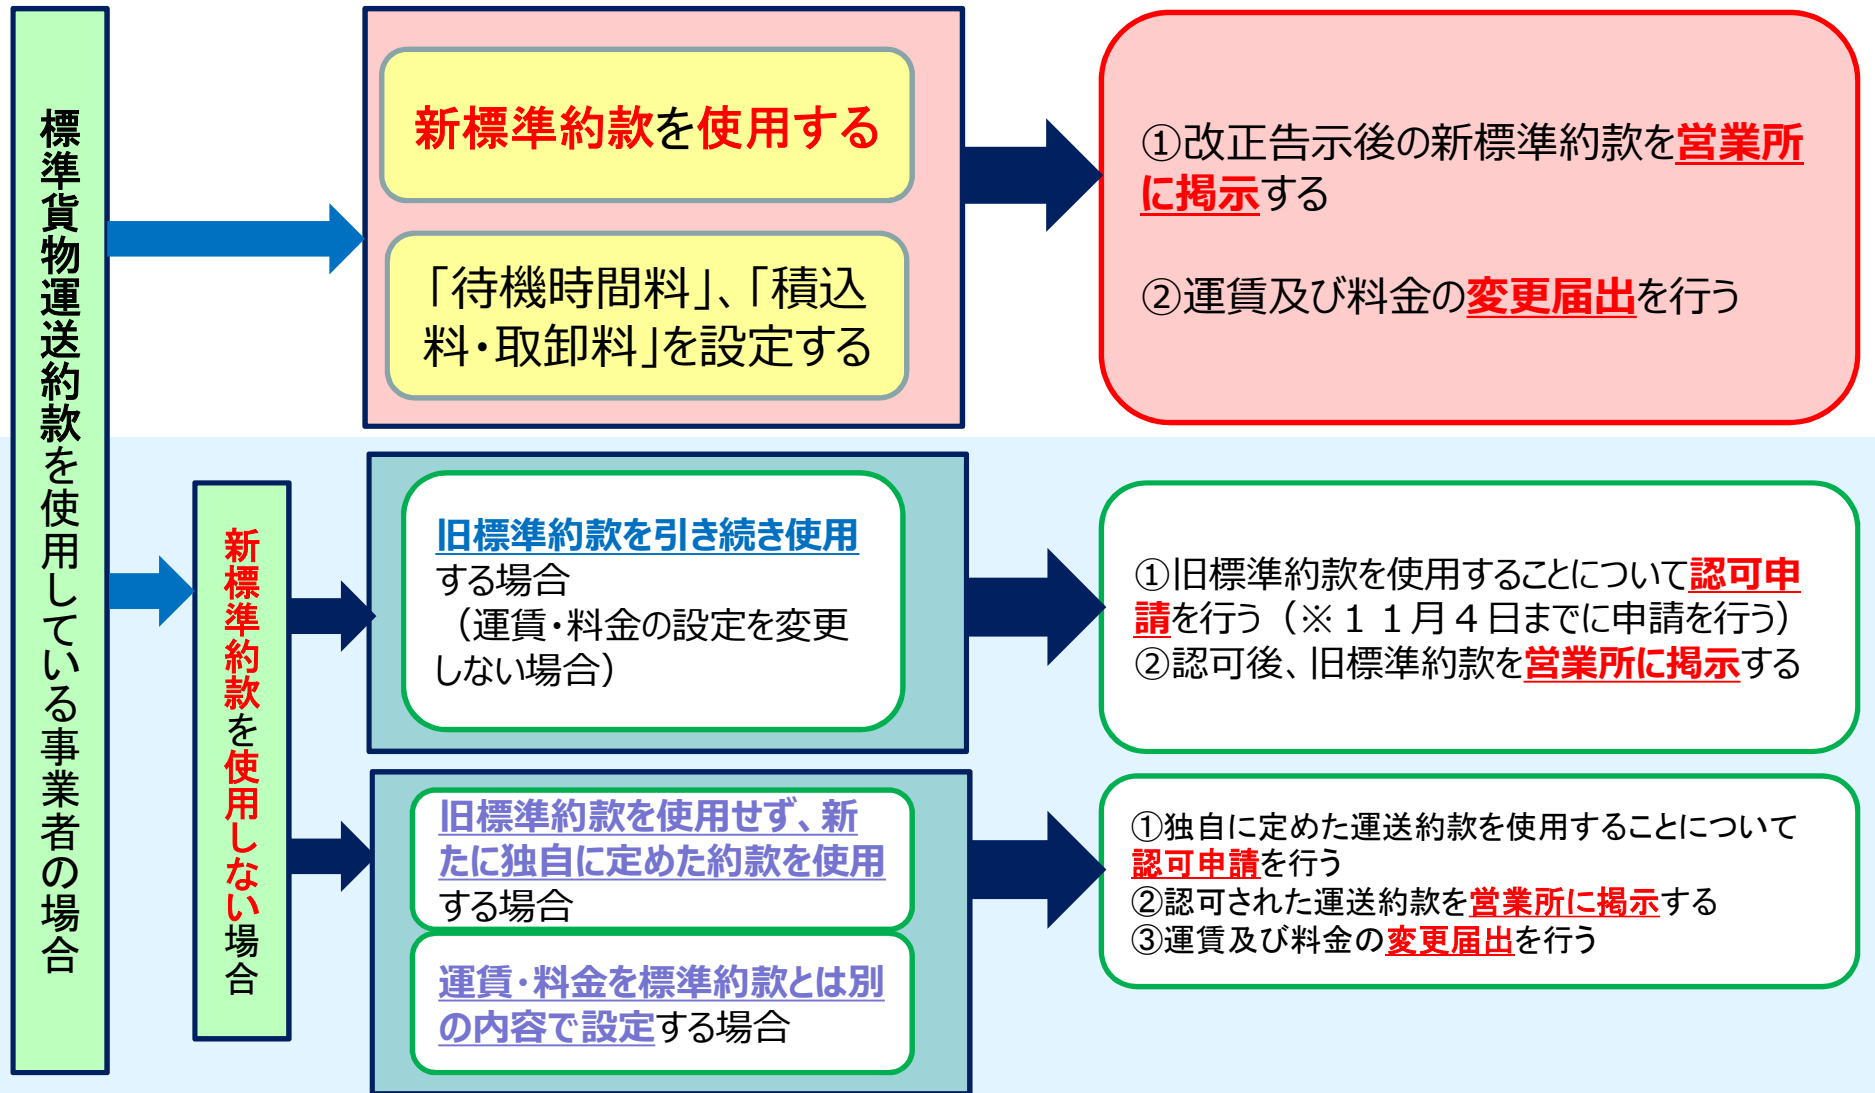 標準貨物運送約款を使用している事業者の場合
新標準約款を使用する
「待機時間料」、「積込
料・取卸料」を設定する
①改正告示後の新標準約款を営業所
に掲示する
②運賃及び料金の変更届出を行う
新標準約款を使用しない場合
旧標準約款を引き続き使用
する場合
（運賃・料金の設定を変更
しない場合）
①旧標準約款を使用することについて認可申
請を行う（※１１月４日までに申請を行う）
②認可後、旧標準約款を営業所に掲示する
旧標準約款を使用せず、新
たに独自に定めた約款を使用
する場合
運賃・料金を標準約款とは別
の内容で設定する場合
①独自に定めた運送約款を使用することについて
認可申請を行う
②認可された運送約款を営業所に掲示する
③運賃及び料金の変更届出を行う